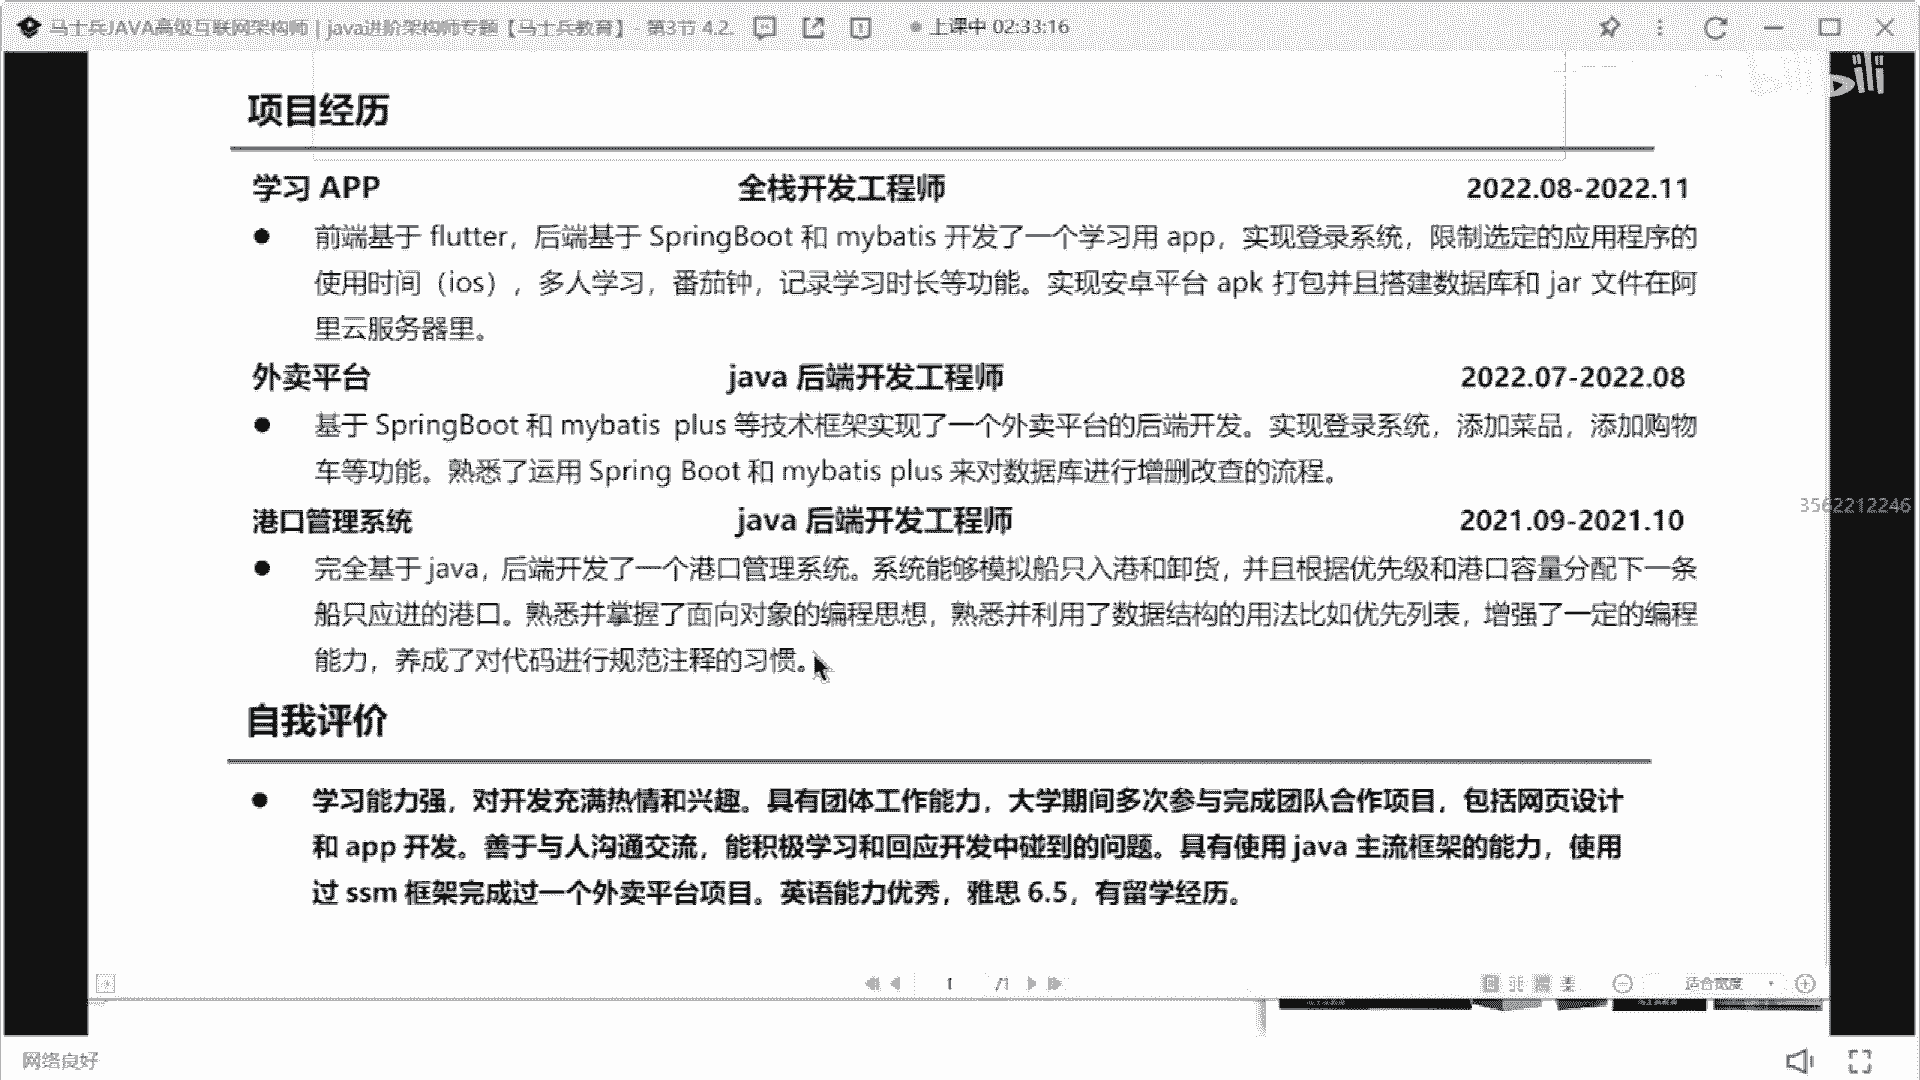 马士兵JAVA高级互联网架构师 | java进阶架构师专题【马士兵教育】- 第3节 4.2. 上课中 02:33:16
bilibili
项目经历
学习 APP 全栈开发工程师 2022.08-2022.11
● 前端基于 flutter，后端基于 SpringBoot 和 mybatis 开发了一个学习用 app，实现登录系统，限制选定的应用程序的
使用时间（ios），多人学习，番茄钟，记录学习时长等功能。实现安卓平台 apk 打包并且搭建数据库和 jar 文件在阿
里云服务器里。
外卖平台 java 后端开发工程师 2022.07-2022.08
● 基于 SpringBoot 和 mybatis plus 等技术框架实现了一个外卖平台的后端开发。实现登录系统，添加菜品，添加购物
车等功能。熟悉了运用 Spring Boot 和 mybatis plus 来对数据库进行增删改查的流程。
港口管理系统 java 后端开发工程师 2021.09-2021.10
3562212246
● 完全基于 java，后端开发了一个港口管理系统。系统能够模拟船只入港和卸货，并且根据优先级和港口容量分配下一条
船只应进的港口。熟悉并掌握了面向对象的编程思想，熟悉并利用了数据结构的用法比如优先列表，增强了一定的编程
能力，养成了对代码进行规范注释的习惯。
自我评价
● 学习能力强，对开发充满热情和兴趣。具有团体工作能力，大学期间多次参与完成团队合作项目，包括网页设计
和 app 开发。善于与人沟通交流，能积极学习和回应开发中碰到的问题。具有使用 java 主流框架的能力，使用
过 ssm 框架完成过一个外卖平台项目。英语能力优秀，雅思 6.5，有留学经历。
1 /1 适合宽度
网络良好